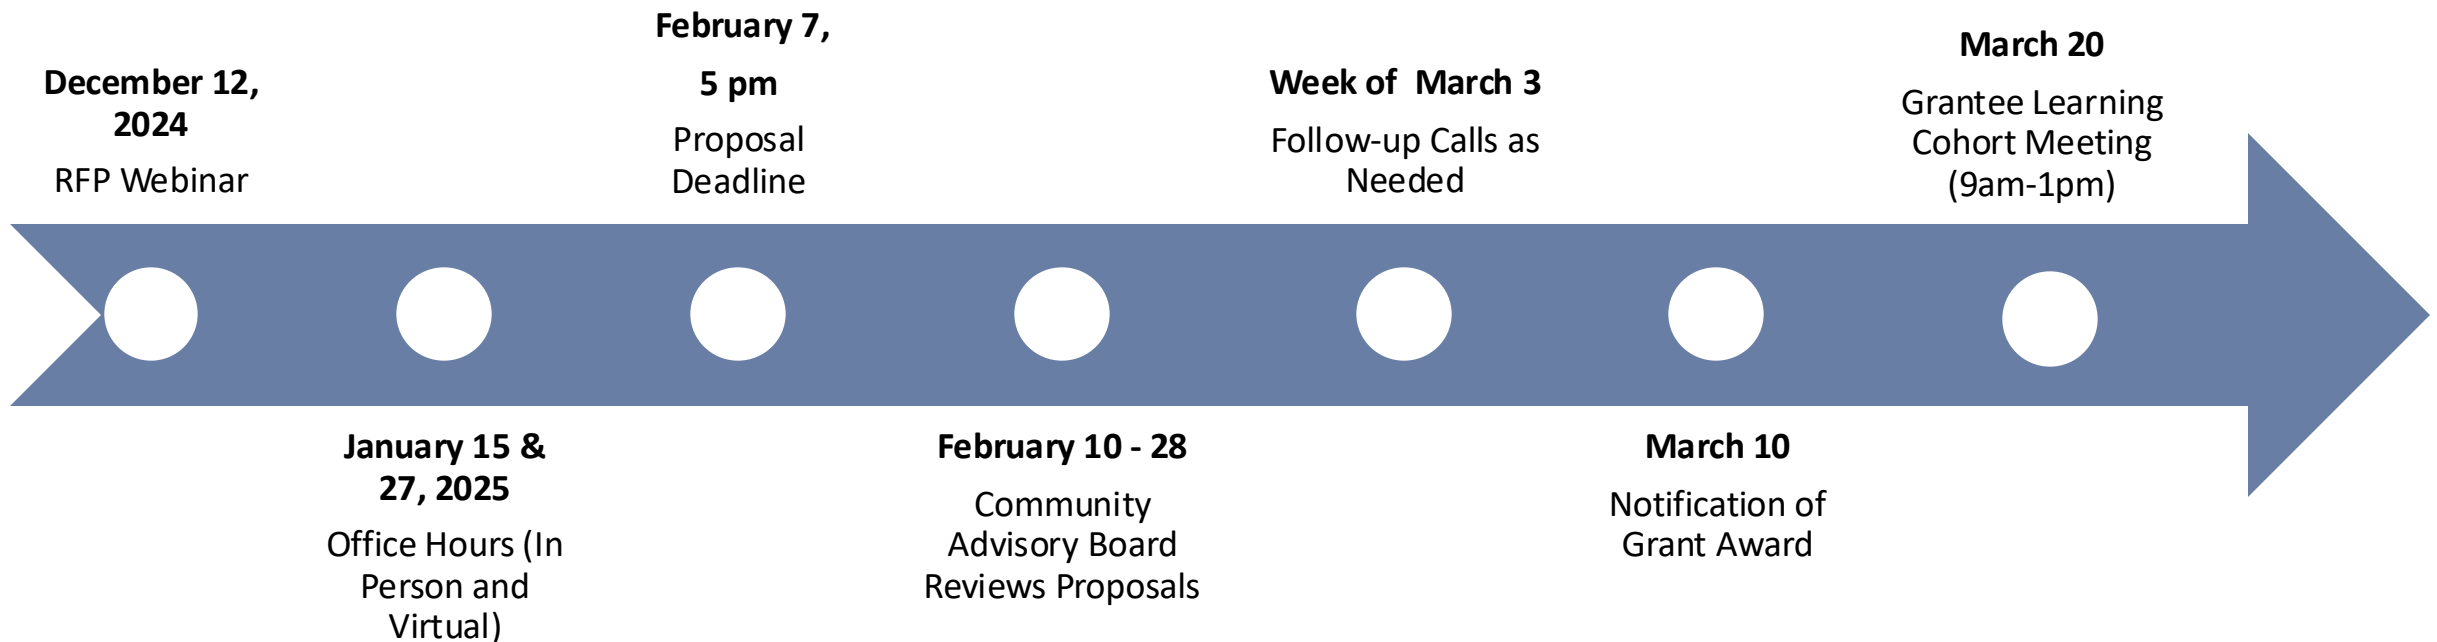 December 12,
2024
RFP Webinar
January 15 &
27, 2025
Office Hours (In
Person and
Virtual)
February 7,
5 pm
Proposal
Deadline
February 10 - 28
Community
Advisory Board
Reviews Proposals
Week of  March 3
Follow-up Calls as
Needed
March 10
Notification of
Grant Award
March 20
Grantee Learning
Cohort Meeting
(9am-1pm)